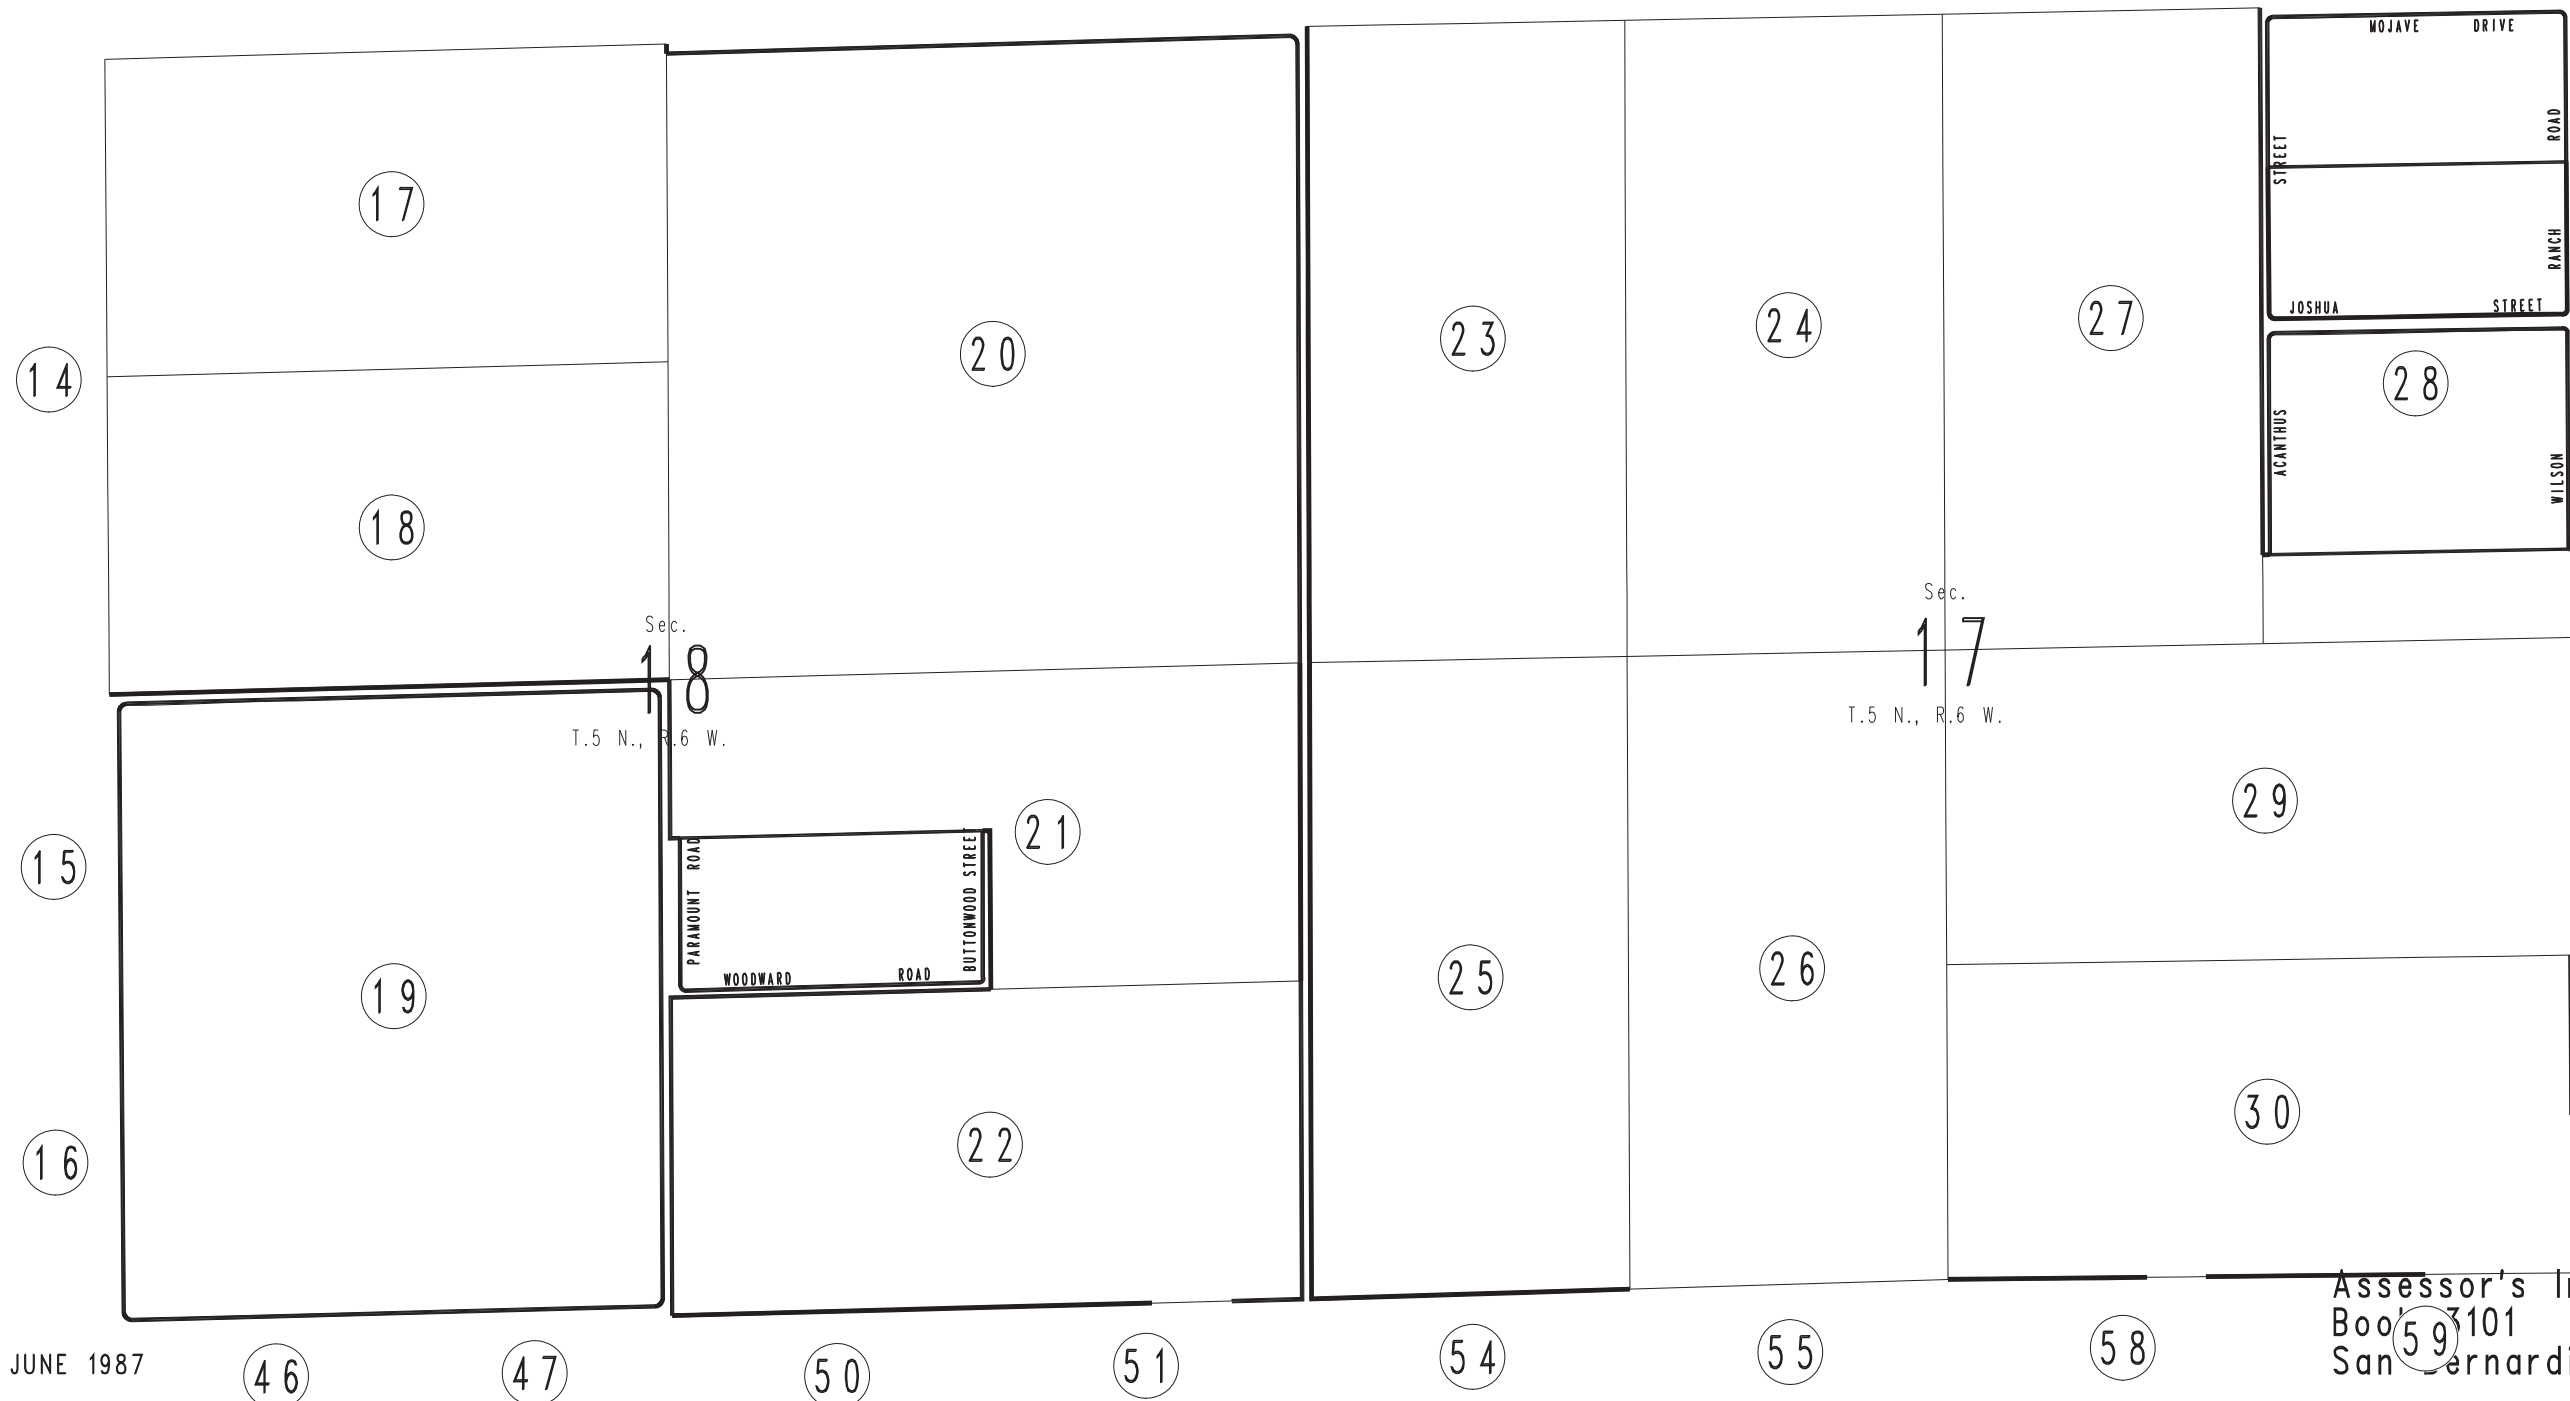 MOJAVE DRIVE
STREET
ROAD
17
RANCH
JOSHUA STREET
27
24
23
20
14
28
ACANTHUS
WILSON
18
Sec.
17
T.5 N., R.6 W.
Sec.
18
T.5 N., R.6 W.
29
21
PARAMOUNT ROAD
BUTTONWOOD STREET
15
WOODWARD ROAD
26
25
19
30
22
16
Assessor's
3101
San
59
58
55
54
51
50
47
46
JUNE 1987